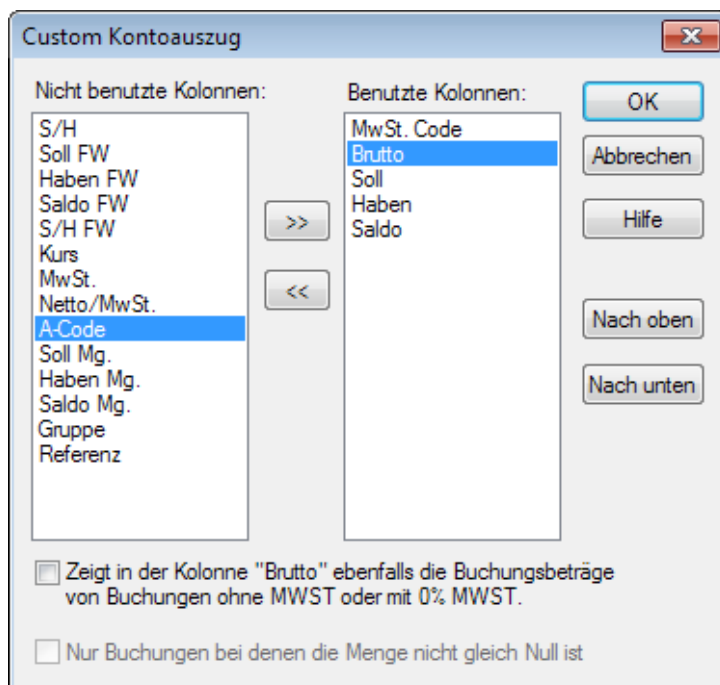 Custom Kontoauszug
Nicht benutzte Kolonnen:
S/H
Soll FW
Haben FW
Saldo FW
S/H FW
Kurs
MwSt.
Netto/MwSt.
A-Code
Soll Mg.
Haben Mg.
Saldo Mg.
Gruppe
Referenz
>>
<<
Benutzte Kolonnen:
MwSt. Code
Brutto
Soll
Haben
Saldo
OK
Abbrechen
Hilfe
Nach oben
Nach unten
Zeigt in der Kolonne "Brutto" ebenfalls die Buchungsbeträge
von Buchungen ohne MWST oder mit 0% MWST.
Nur Buchungen bei denen die Menge nicht gleich Null ist